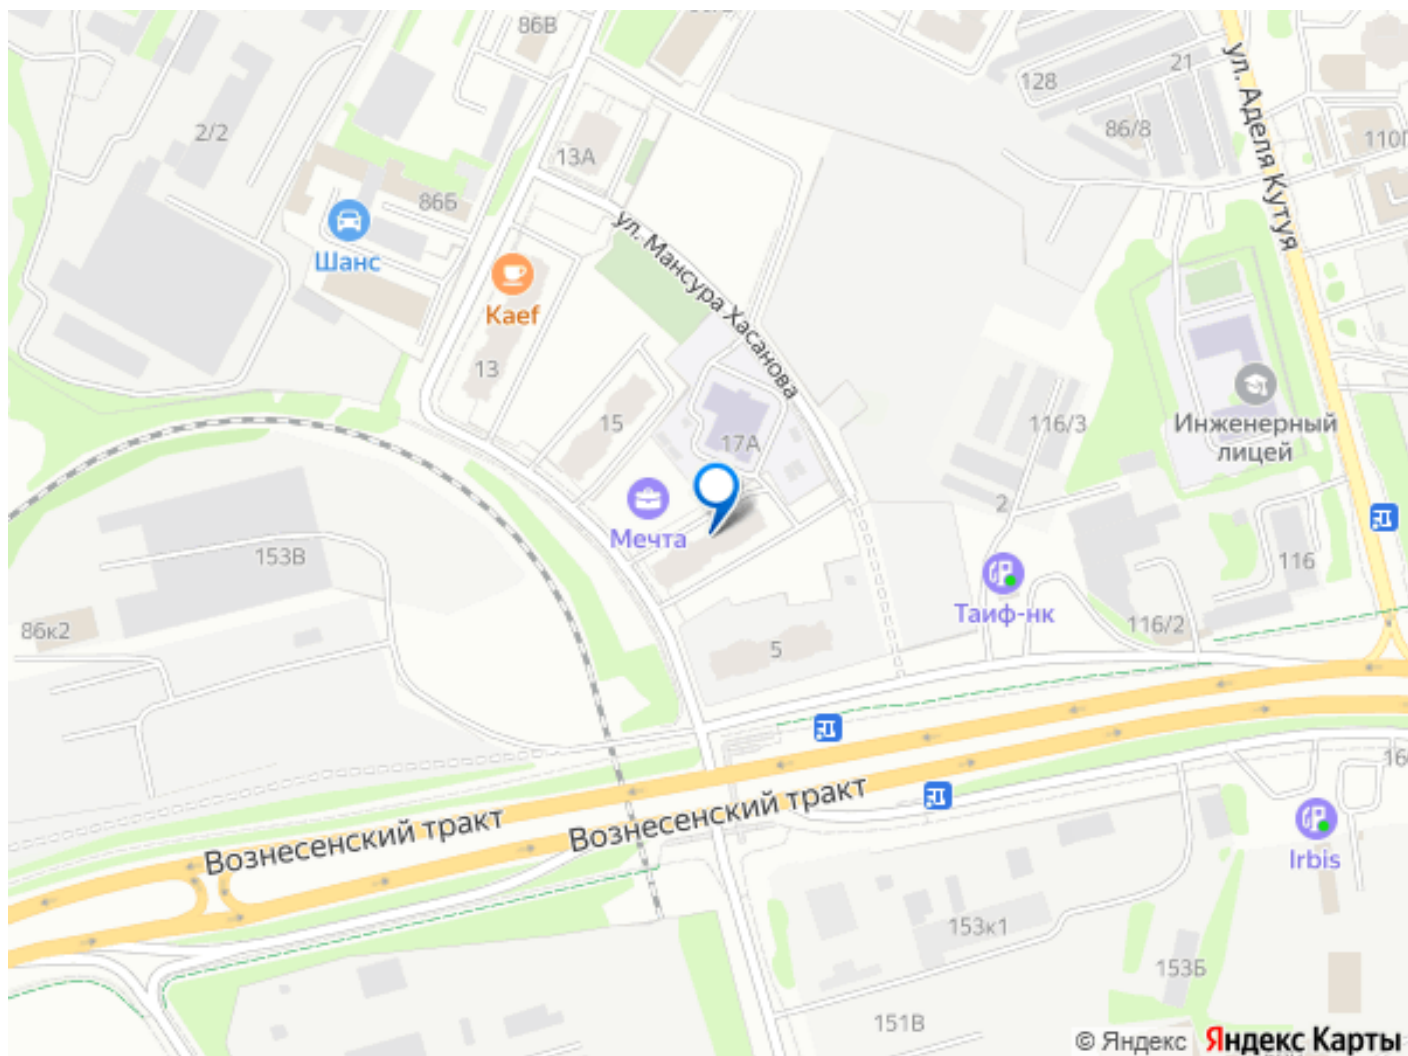 86В
ул. Аделя Кутуя
21
128
86/8
110Г
2/2
13А
86Б
ул. Мансура Хасанова
Шанс
Kaef
13
15
17А
116/3
Инженерный
лицей
2
Мечта
153В
116
Таиф-нк
86к2
116/2
5
Вознесенский тракт
Вознесенский тракт
16
Irbis
153к1
153Б
151В
© Яндекс Яндекс Карты